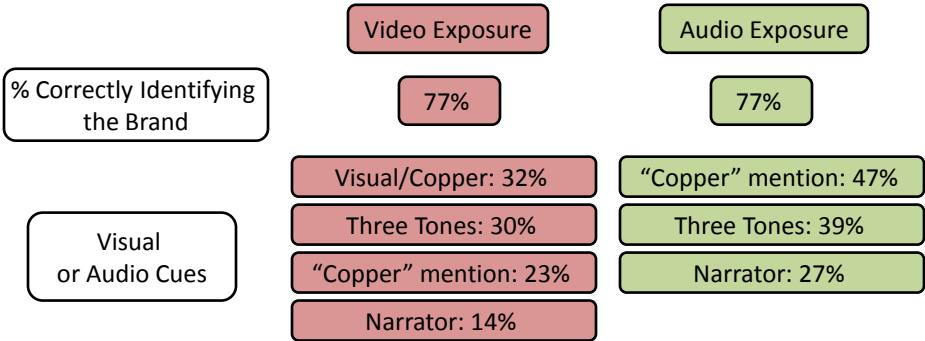 Video Exposure
Audio Exposure
% Correctly Identifying
the Brand
77%
77%
Visual
or Audio Cues
Visual/Copper: 32%
Three Tones: 30%
“Copper” mention: 23%
Narrator: 14%
“Copper” mention: 47%
Three Tones: 39%
Narrator: 27%